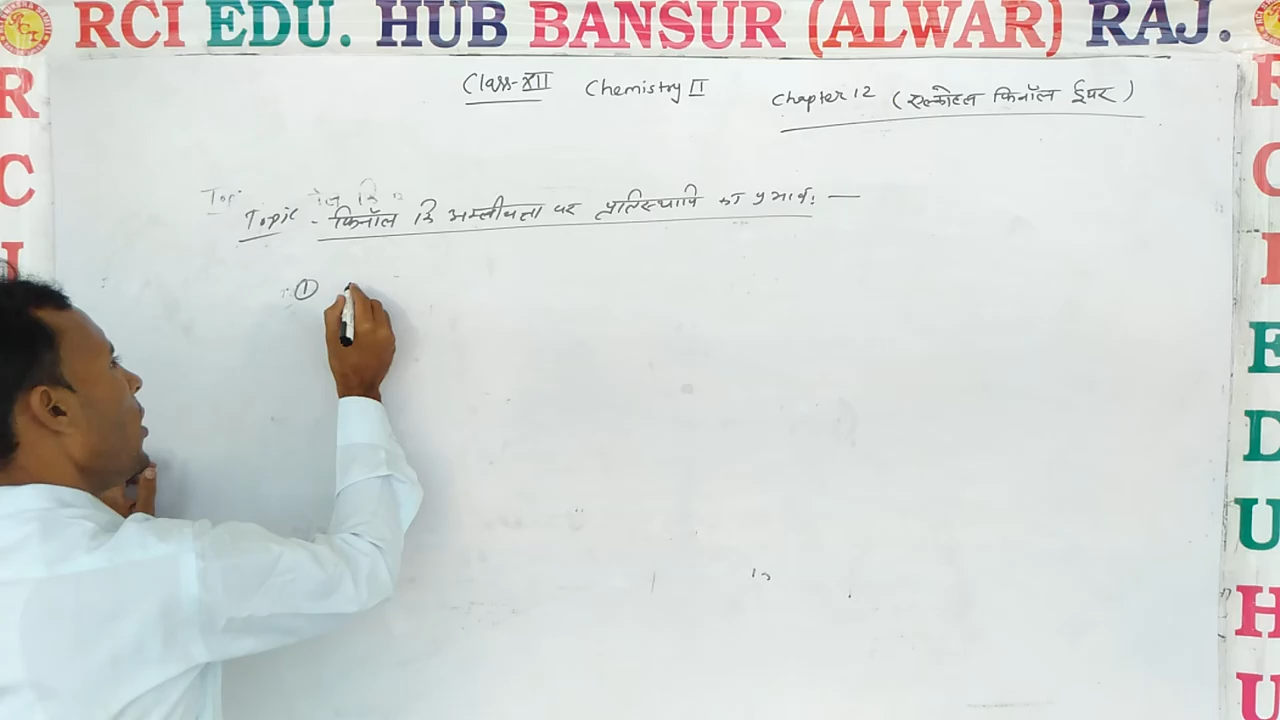 RCI EDU. HUB BANSUR (ALWAR) RAJ.
Class-XII Chemistry II Chapter 12 (एल्कोहल फिनॉल ईथर)
Topic - फिनॉल कि अम्लीयता पर प्रतिस्थापि का प्रभाव: —
①
R
C
I
R
C
I
E
D
U
H
U